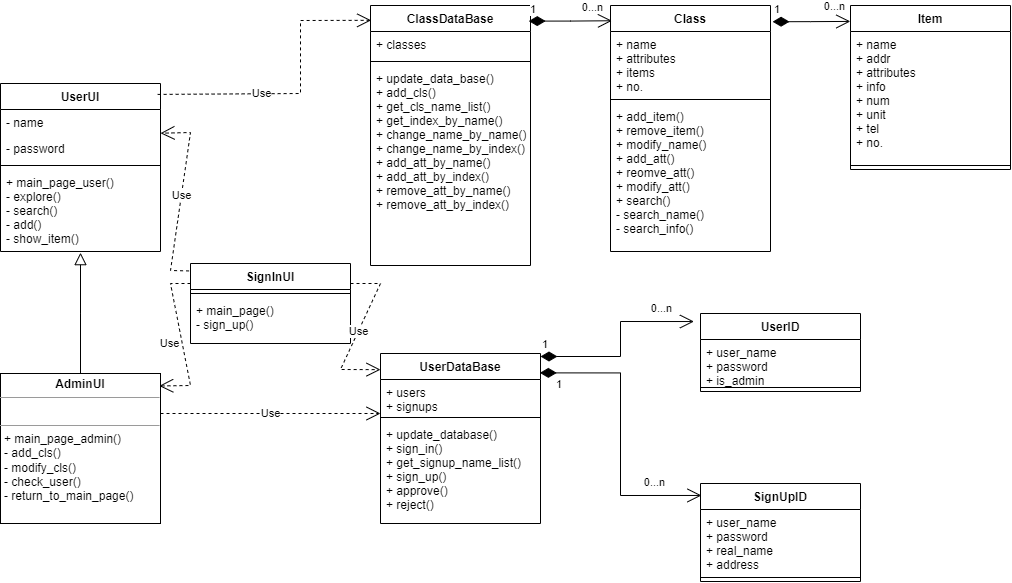 ClassDataBase
+ classes
+ update_data_base()
+ add_cls()
+ get_cls_name_list()
+ get_index_by_name()
+ change_name_by_name()
+ change_name_by_index()
+ add_att_by_name()
+ add_att_by_index()
+ remove_att_by_name()
+ remove_att_by_index()
1
0...n
Class
+ name
+ attributes
+ items
+ no.
+ add_item()
+ remove_item()
+ modify_name()
+ add_att()
+ reomve_att()
+ modify_att()
+ search()
- search_name()
- search_info()
1
0...n
Item
+ name
+ addr
+ attributes
+ info
+ num
+ unit
+ tel
+ no.
UserUI
- name
- password
+ main_page_user()
- explore()
- search()
- add()
- show_item()
Use
Use
SignInUI
+ main_page()
- sign_up()
Use
Use
AdminUI
+ main_page_admin()
- add_cls()
- modify_cls()
- check_user()
- return_to_main_page()
Use
UserDataBase
+ users
+ signups
+ update_database()
+ sign_in()
+ get_signup_name_list()
+ sign_up()
+ approve()
+ reject()
1
0...n
UserID
+ user_name
+ password
+ is_admin
1
0...n
SignUpID
+ user_name
+ password
+ real_name
+ address